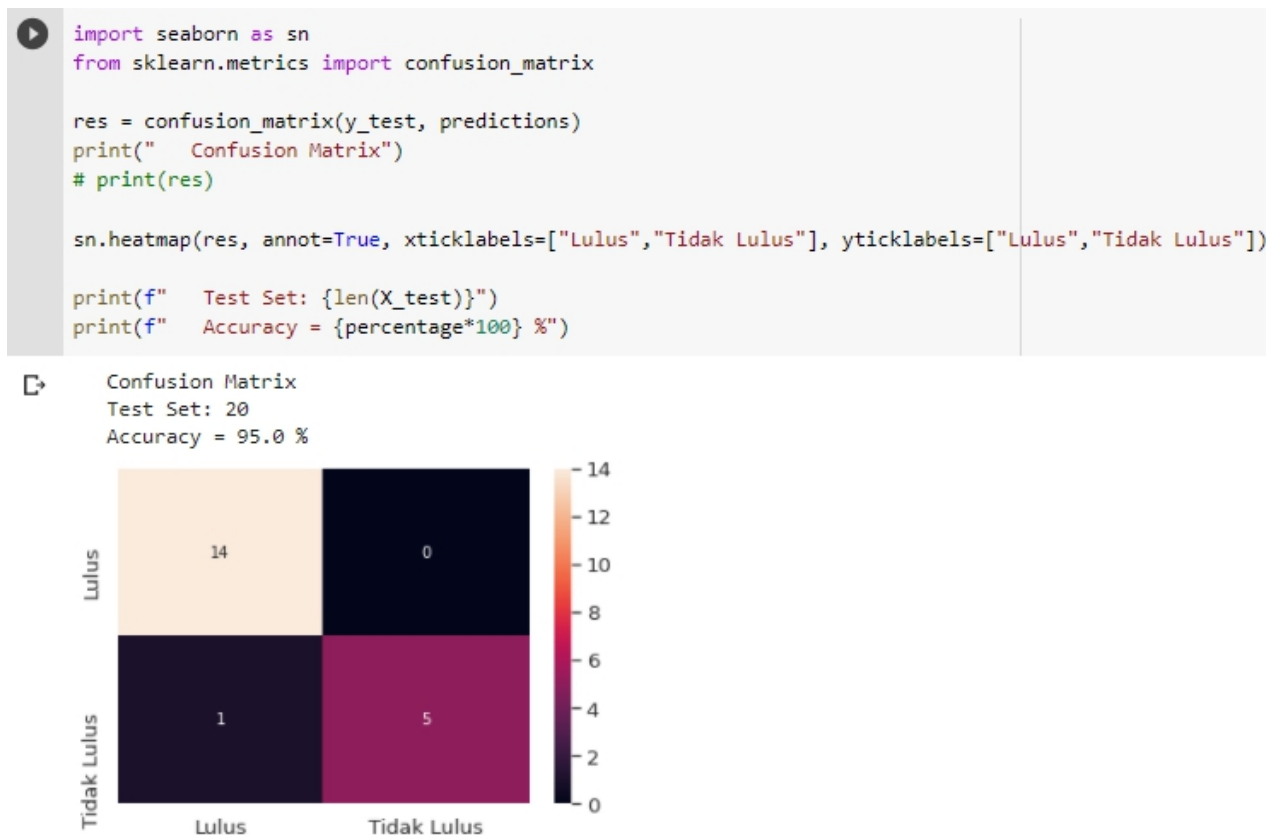 import seaborn as sn
from sklearn.metrics import confusion_matrix
res = confusion_matrix(y_test, predictions)
print("   Confusion Matrix")
# print(res)
sn.heatmap(res, annot=True, xticklabels=["Lulus","Tidak Lulus"], yticklabels=["Lulus","Tidak Lulus"])
print(f"   Test Set: {len(X_test)}")
print(f"   Accuracy = {percentage*100} %")
Confusion Matrix
Test Set: 20
Accuracy = 95.0 %
14
12
10
8
6
4
2
0
Lulus
14
0
Tidak Lulus
1
5
Lulus
Tidak Lulus